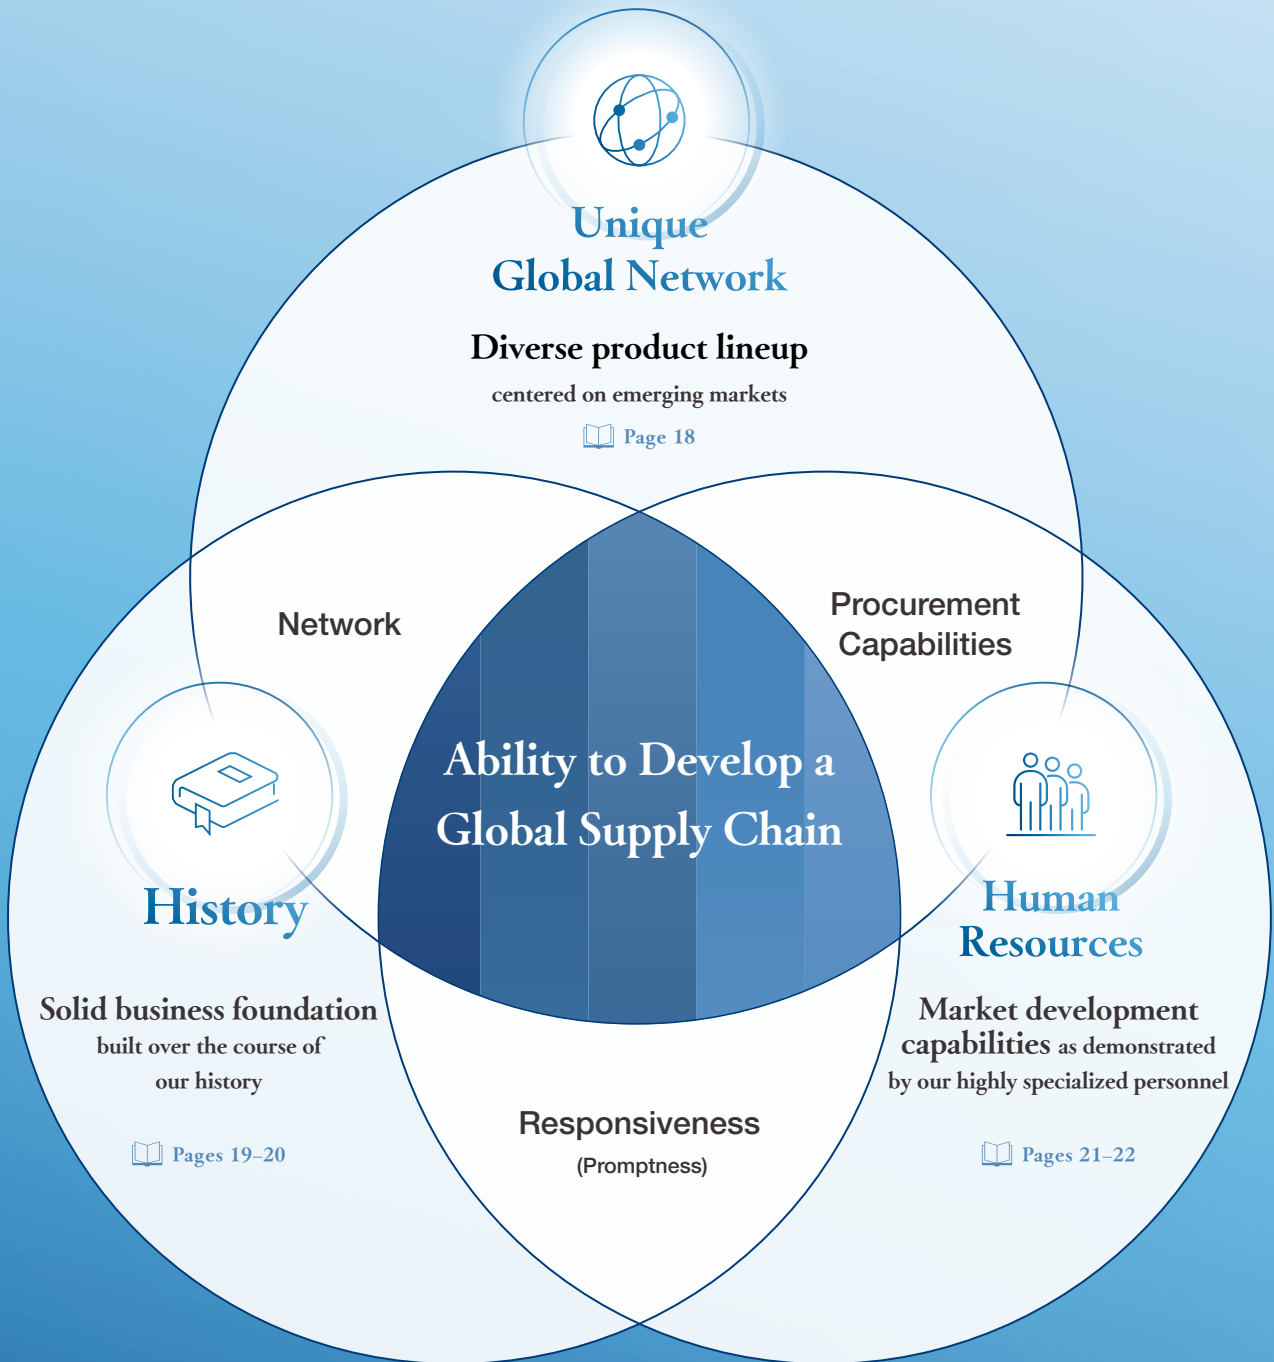 Unique
Global Network
Diverse product lineup
centered on emerging markets
Page 18
Network
Procurement
Capabilities
Ability to Develop a
Global Supply Chain
History
Solid business foundation
built over the course of
our history
Pages 19–20
Human
Resources
Market development
capabilities as demonstrated
by our highly specialized personnel
Pages 21–22
Responsiveness
(Promptness)